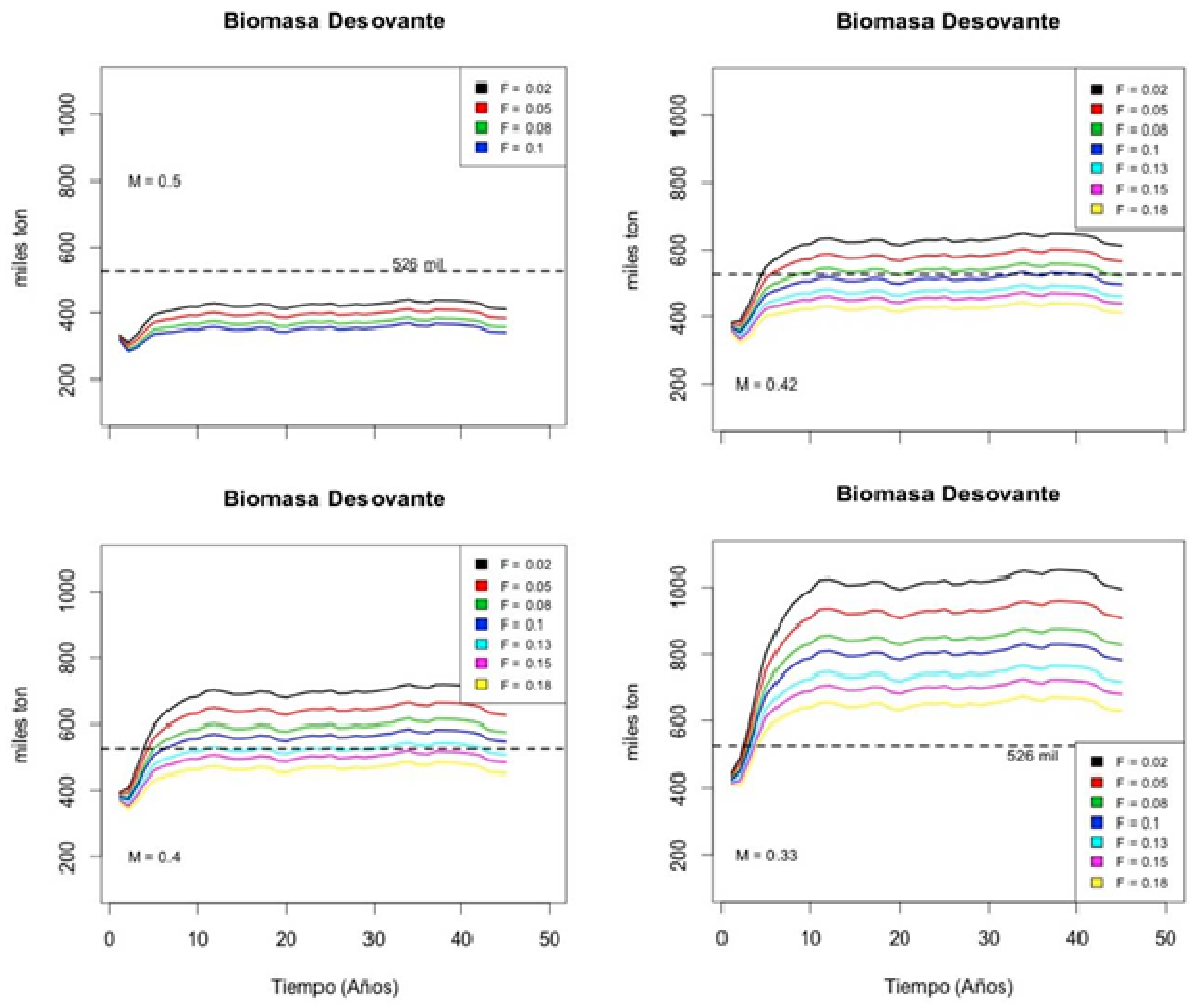 Biomasa Desovante
miles ton
1000
800
600
400
200
M = 0.5
526 mil
F = 0.02
F = 0.05
F = 0.08
F = 0.1
Biomasa Desovante
miles ton
1000
800
600
400
200
M = 0.42
F = 0.02
F = 0.05
F = 0.08
F = 0.1
F = 0.13
F = 0.15
F = 0.18
Biomasa Desovante
miles ton
1000
800
600
400
200
M = 0.4
F = 0.02
F = 0.05
F = 0.08
F = 0.1
F = 0.13
F = 0.15
F = 0.18
0 10 20 30 40 50
Tiempo (Años)
Biomasa Desovante
miles ton
1000
800
600
400
200
526 mil
M = 0.33
F = 0.02
F = 0.05
F = 0.08
F = 0.1
F = 0.13
F = 0.15
F = 0.18
0 10 20 30 40 50
Tiempo (Años)